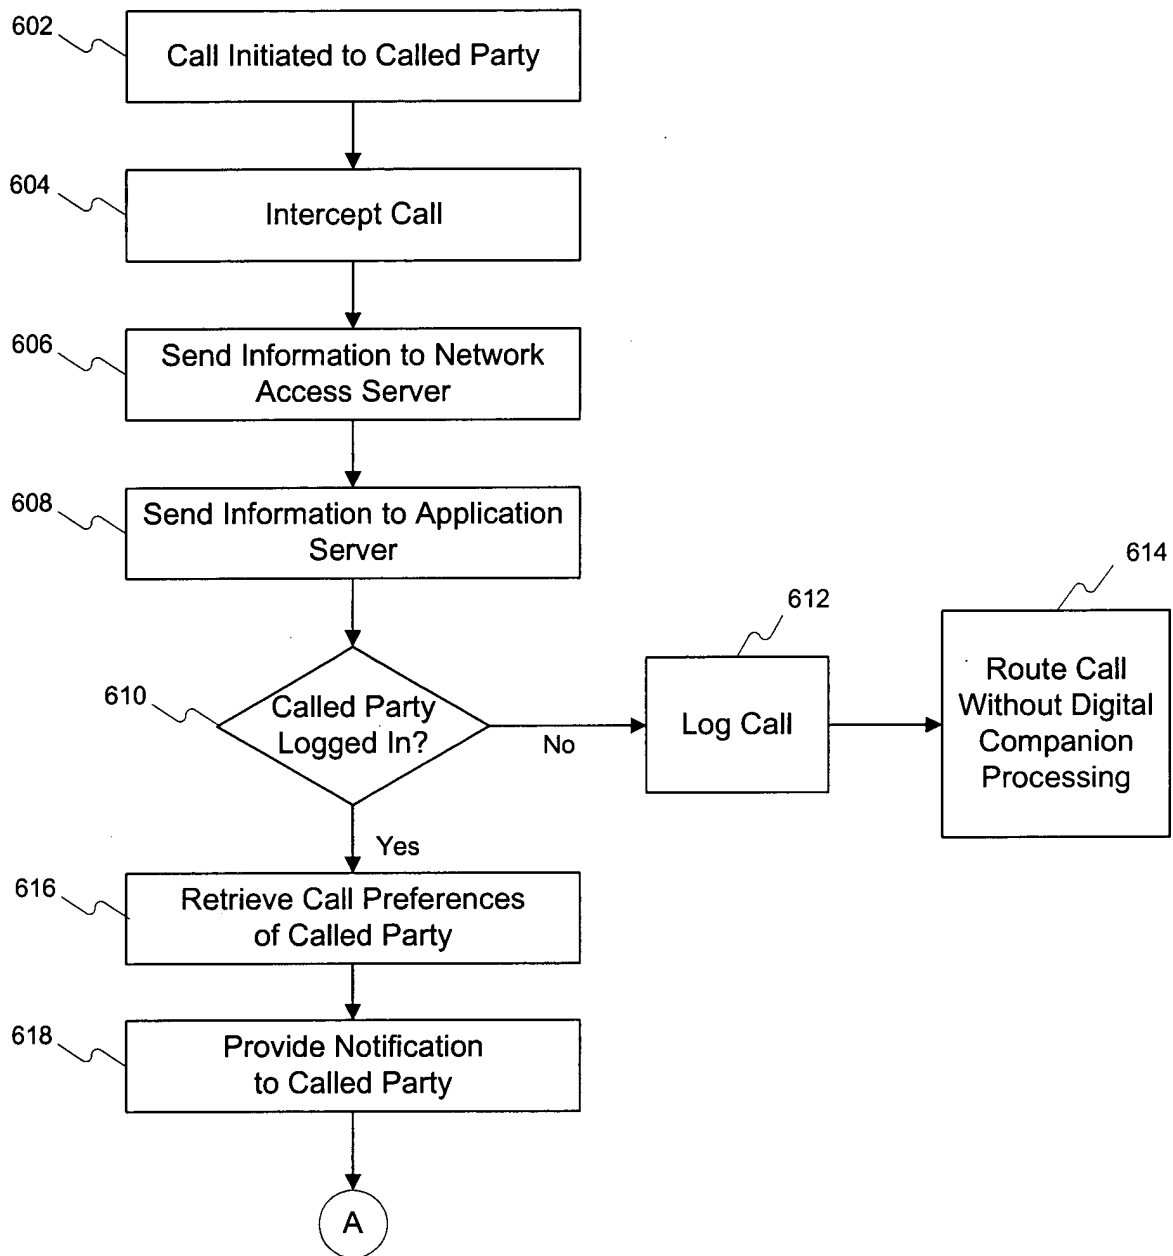 602
Call Initiated to Called Party
604
Intercept Call
606
Send Information to Network
Access Server
608
Send Information to Application
Server
610
Called Party
Logged In?
No
612
Log Call
614
Route Call
Without Digital
Companion
Processing
Yes
616
Retrieve Call Preferences
of Called Party
618
Provide Notification
to Called Party
A